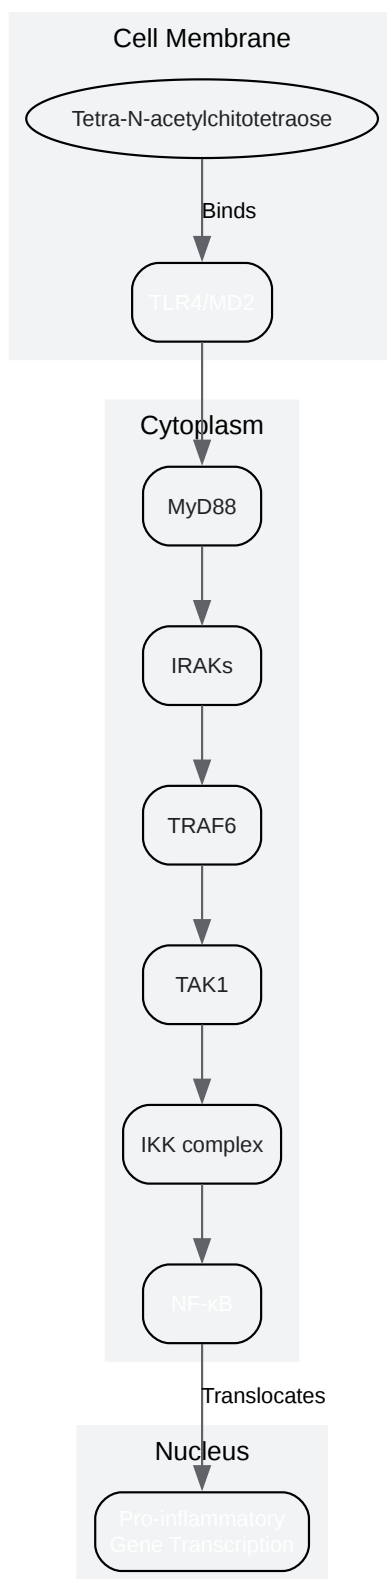 Cell Membrane
Tetra-N-acetylchitotetraose
Binds
TLR4/MD2
Cytoplasm
MyD88
IRAKs
TRAF6
TAK1
IKK complex
NF-κB
Translocates
Nucleus
Pro-inflammatory
Gene Transcription